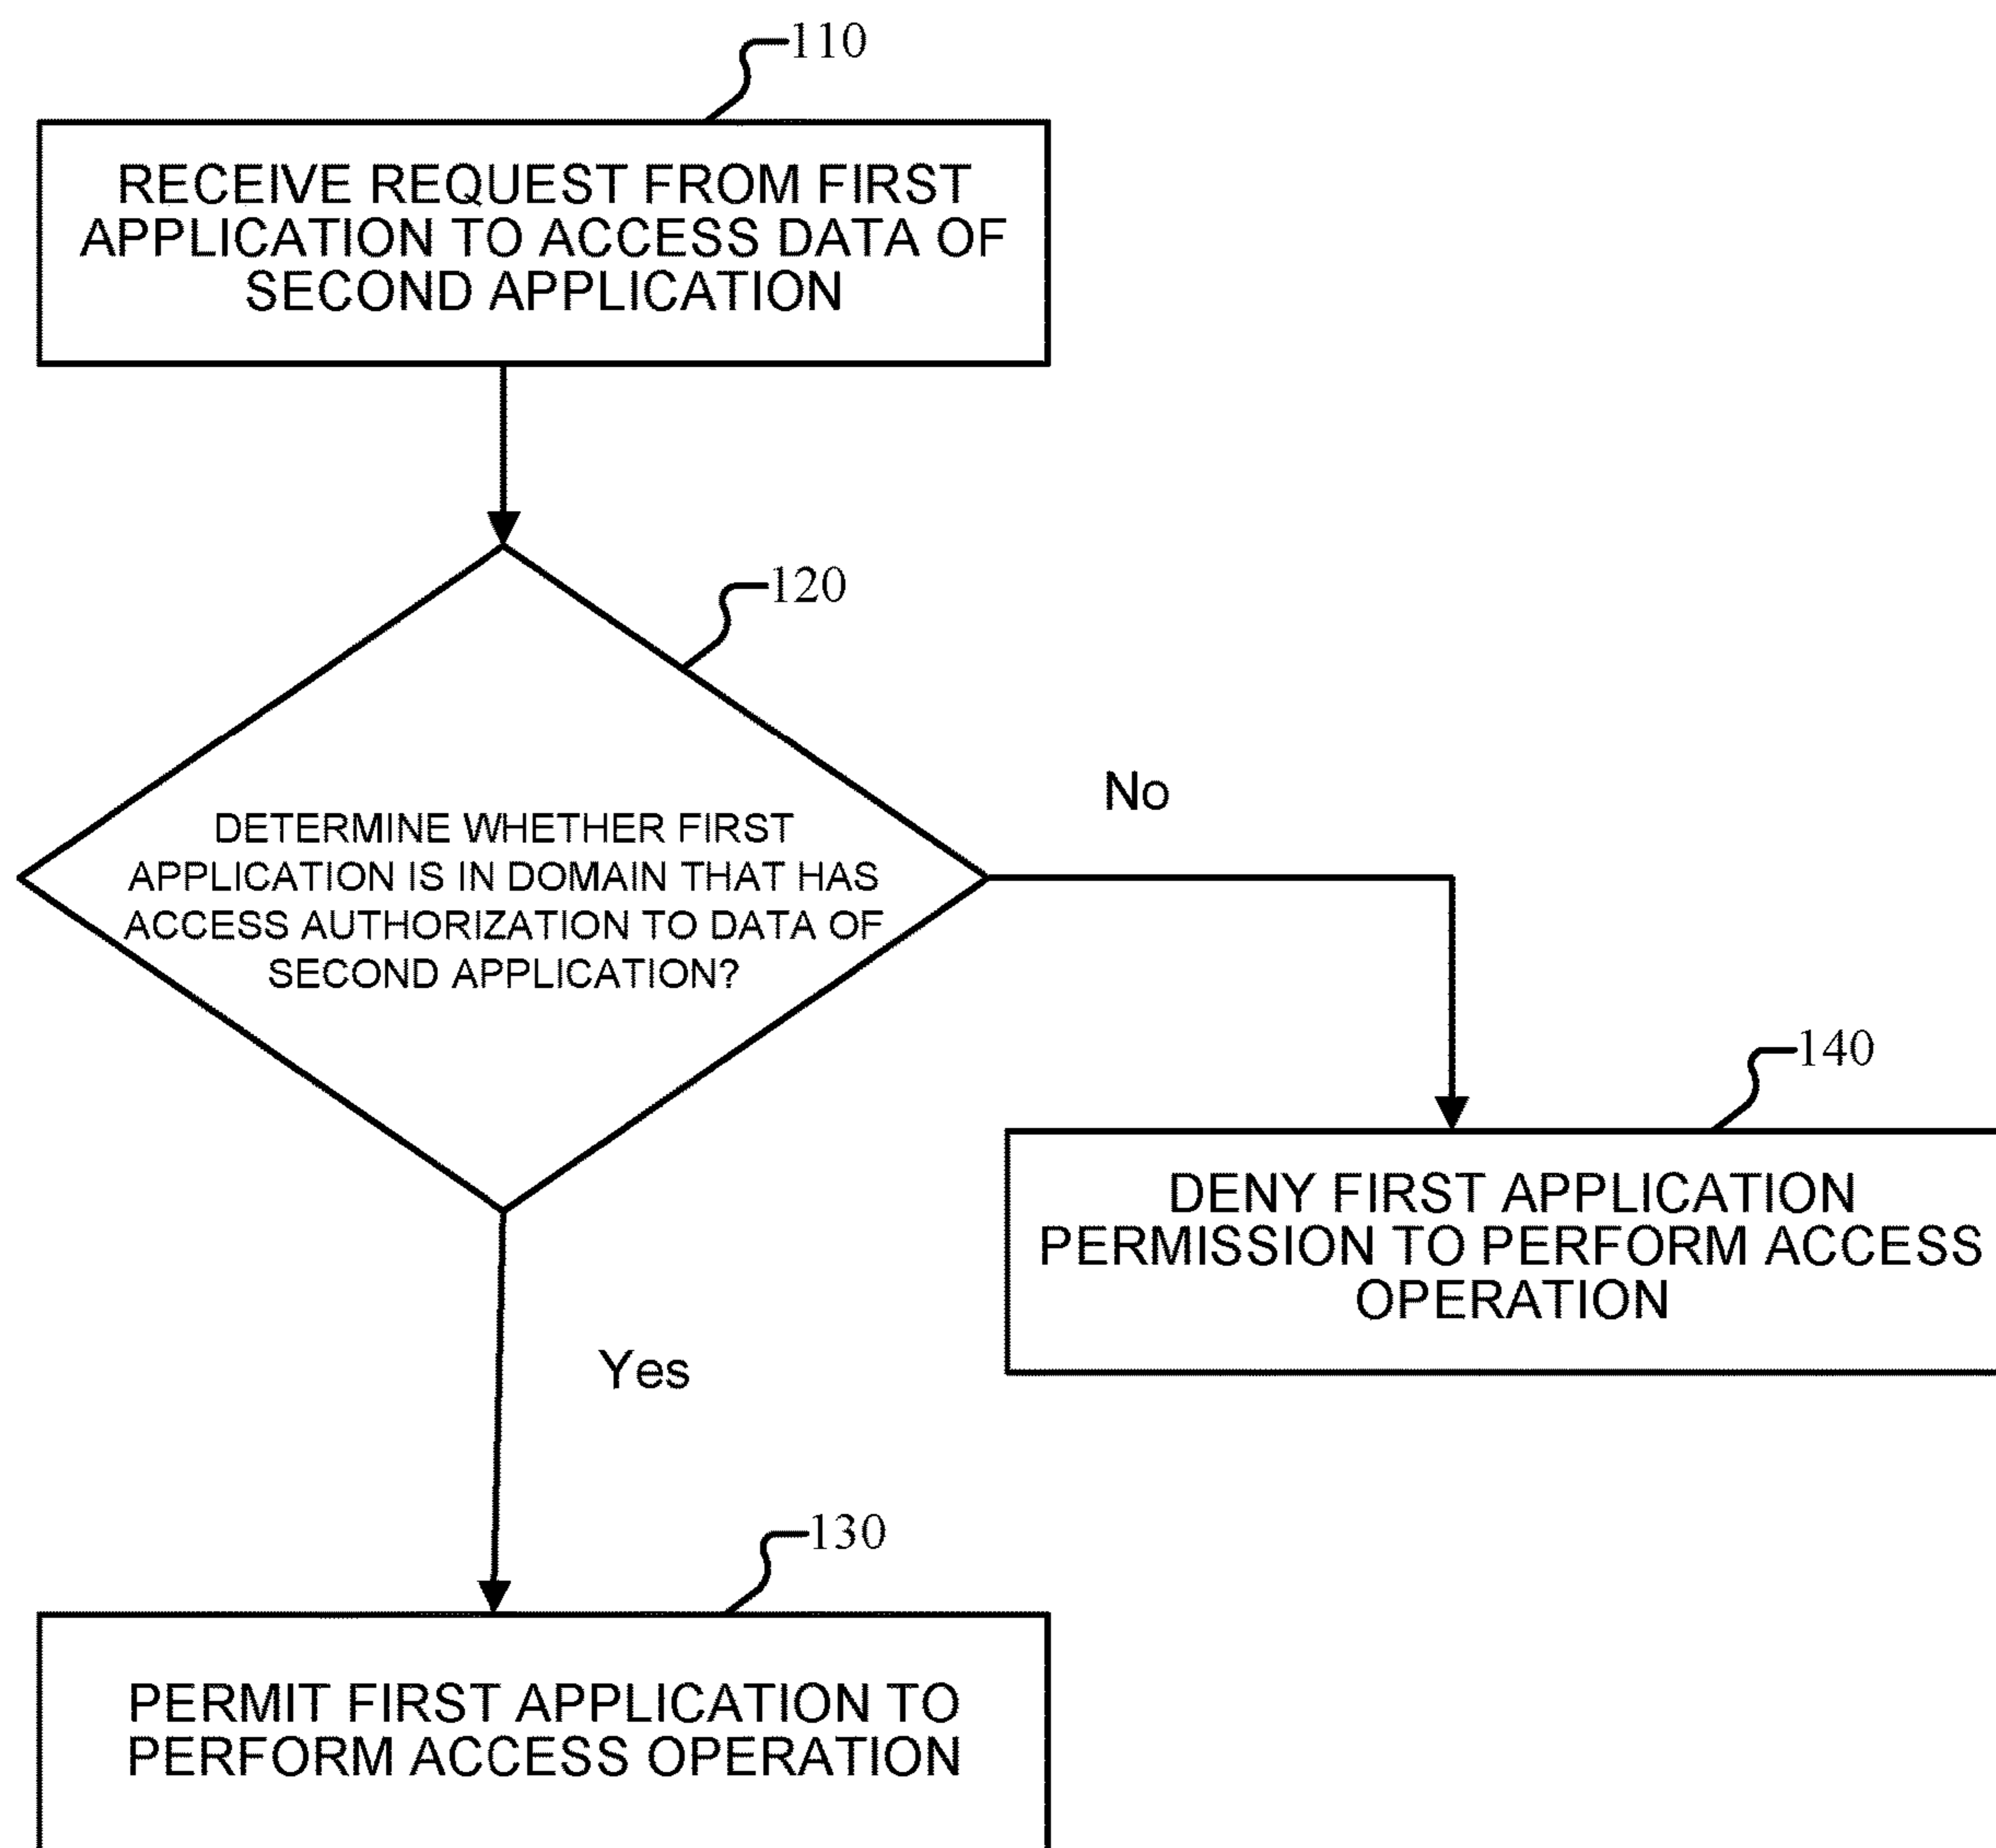 110
RECEIVE REQUEST FROM FIRST
APPLICATION TO ACCESS DATA OF
SECOND APPLICATION
120
DETERMINE WHETHER FIRST
APPLICATION IS IN DOMAIN THAT HAS
ACCESS AUTHORIZATION TO DATA OF
SECOND APPLICATION?
No
140
DENY FIRST APPLICATION
PERMISSION TO PERFORM ACCESS
OPERATION
Yes
130
PERMIT FIRST APPLICATION TO
PERFORM ACCESS OPERATION